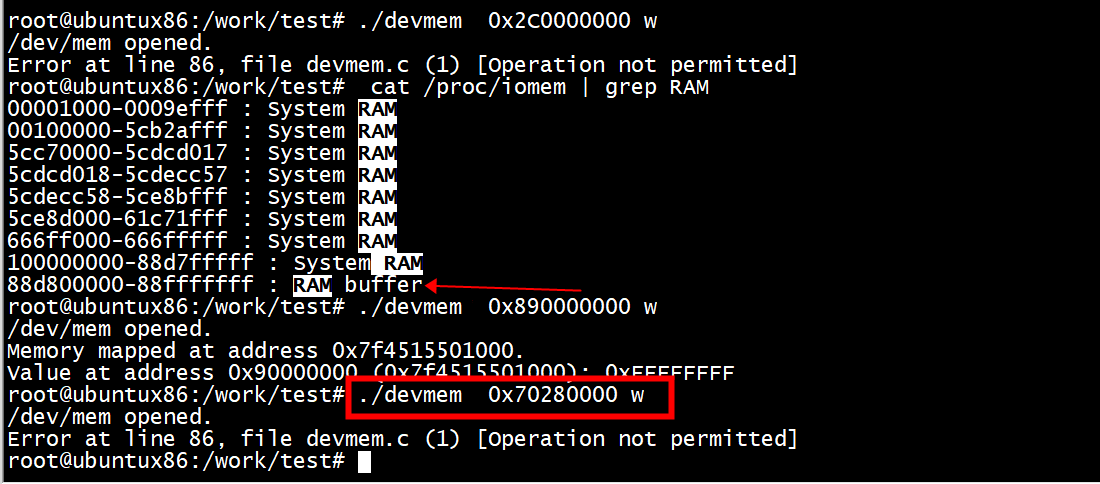 root@ubuntux86:/work/test# ./devmem  0x2C0000000 w
/dev/mem opened.
Error at line 86, file devmem.c (1) [Operation not permitted]
root@ubuntux86:/work/test#  cat /proc/iomem | grep RAM
00001000-0009efff : System RAM
00100000-5cb2afff : System RAM
5cc70000-5cdcd017 : System RAM
5cdcd018-5cdecc57 : System RAM
5cdecc58-5ce8bfff : System RAM
5ce8d000-61c71fff : System RAM
666ff000-666fffff : System RAM
100000000-88d7fffff : System RAM
88d800000-88fffffff : RAM buffer
root@ubuntux86:/work/test# ./devmem  0x890000000 w
/dev/mem opened.
Memory mapped at address 0x7f4515501000.
Value at address 0x90000000 (0x7f4515501000): 0xFFFFFFFF
root@ubuntux86:/work/test# ./devmem  0x70280000 w
/dev/mem opened.
Error at line 86, file devmem.c (1) [Operation not permitted]
root@ubuntux86:/work/test#